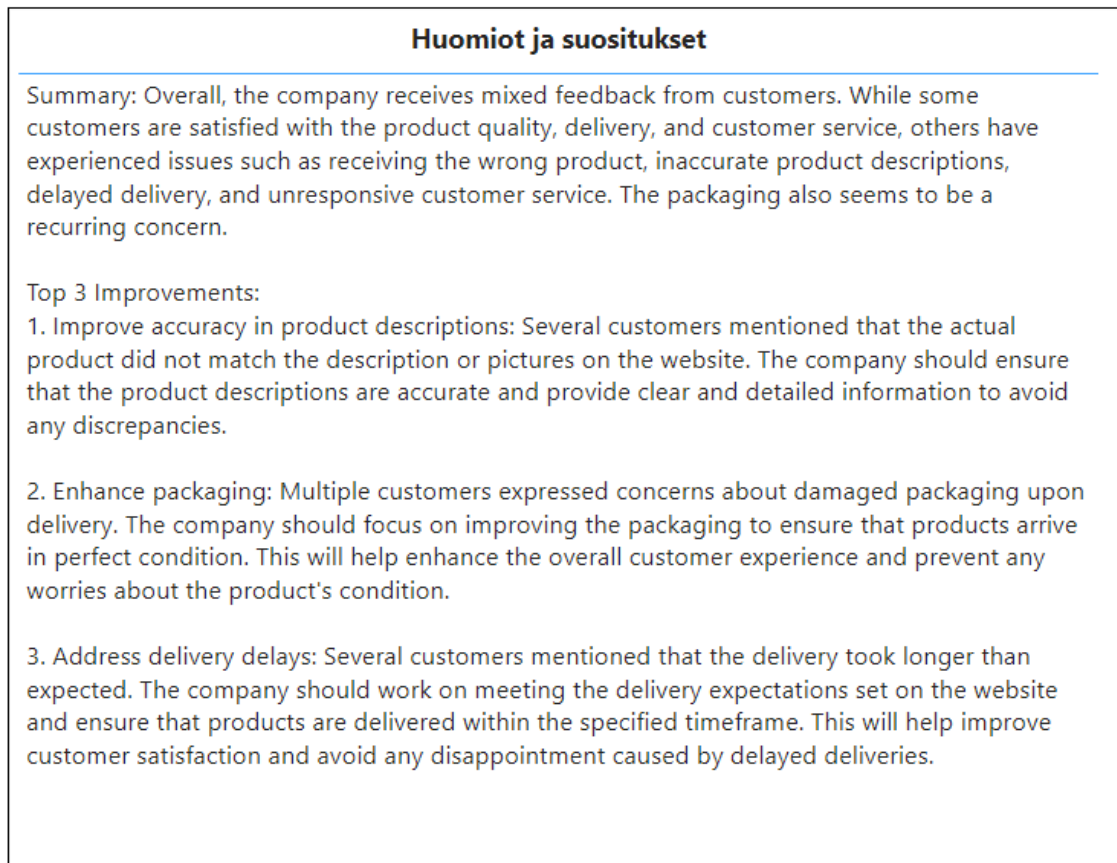 Huomiot ja suositukset
Summary: Overall, the company receives mixed feedback from customers. While some
customers are satisfied with the product quality, delivery, and customer service, others have
experienced issues such as receiving the wrong product, inaccurate product descriptions,
delayed delivery, and unresponsive customer service. The packaging also seems to be a
recurring concern.
Top 3 Improvements:
1. Improve accuracy in product descriptions: Several customers mentioned that the actual
product did not match the description or pictures on the website. The company should ensure
that the product descriptions are accurate and provide clear and detailed information to avoid
any discrepancies.
2. Enhance packaging: Multiple customers expressed concerns about damaged packaging upon
delivery. The company should focus on improving the packaging to ensure that products arrive
in perfect condition. This will help enhance the overall customer experience and prevent any
worries about the product's condition.
3. Address delivery delays: Several customers mentioned that the delivery took longer than
expected. The company should work on meeting the delivery expectations set on the website
and ensure that products are delivered within the specified timeframe. This will help improve
customer satisfaction and avoid any disappointment caused by delayed deliveries.